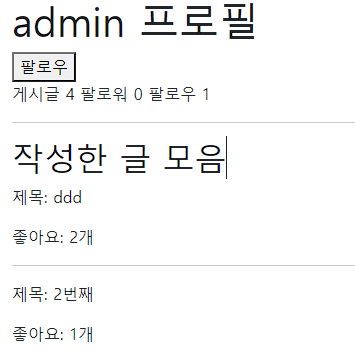 admin 프로필
팔로우
게시글 4 팔로워 0 팔로우 1
작성한 글 모음
제목: ddd
좋아요: 2개
제목: 2번째
좋아요: 1개